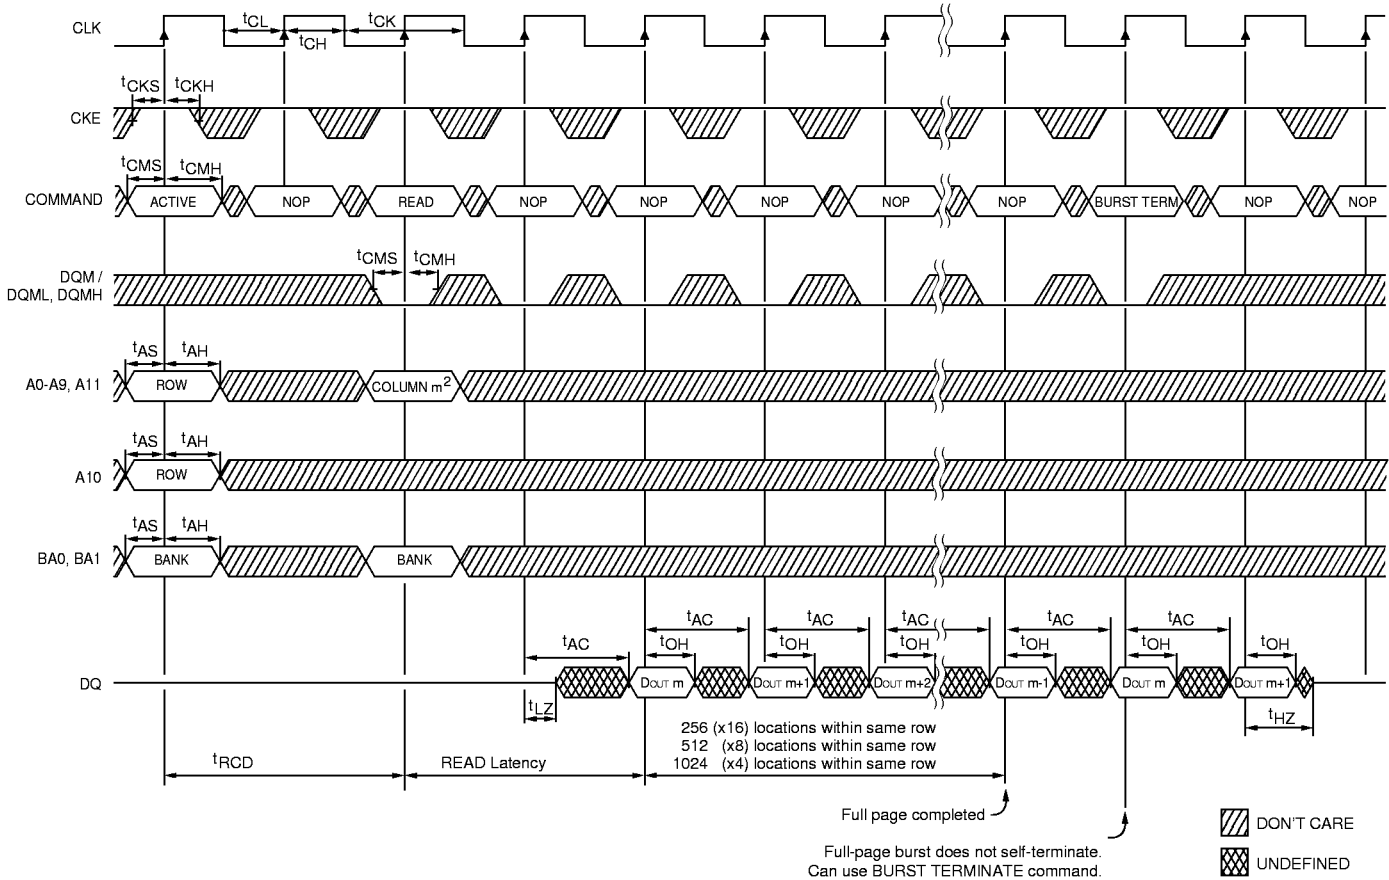 CLK
tCL
tCH
tCK
tCKS
tCKH
CKE
tCMS
tCMH
COMMAND
ACTIVE
NOP
READ
NOP
NOP
NOP
NOP
NOP
BURST TERM
NOP
NOP
DQM /
DQML, DQMH
tCMS
tCMH
tAS
tAH
A0-A9, A11
ROW
COLUMN m2
tAS
tAH
A10
ROW
tAS
tAH
BA0, BA1
BANK
BANK
tAC
tAC
tAC
tAC
tAC
tAC
tOH
tOH
tOH
tOH
tOH
tOH
DQ
DOUT m
DOUT m+1
DOUT m+2
DOUT m-1
DOUT m
DOUT m+1
tLZ
tHZ
256 (x16) locations within same row
512 (x8) locations within same row
1024 (x4) locations within same row
tRCD
READ Latency
Full page completed
Full-page burst does not self-terminate.
Can use BURST TERMINATE command.
DON'T CARE
UNDEFINED